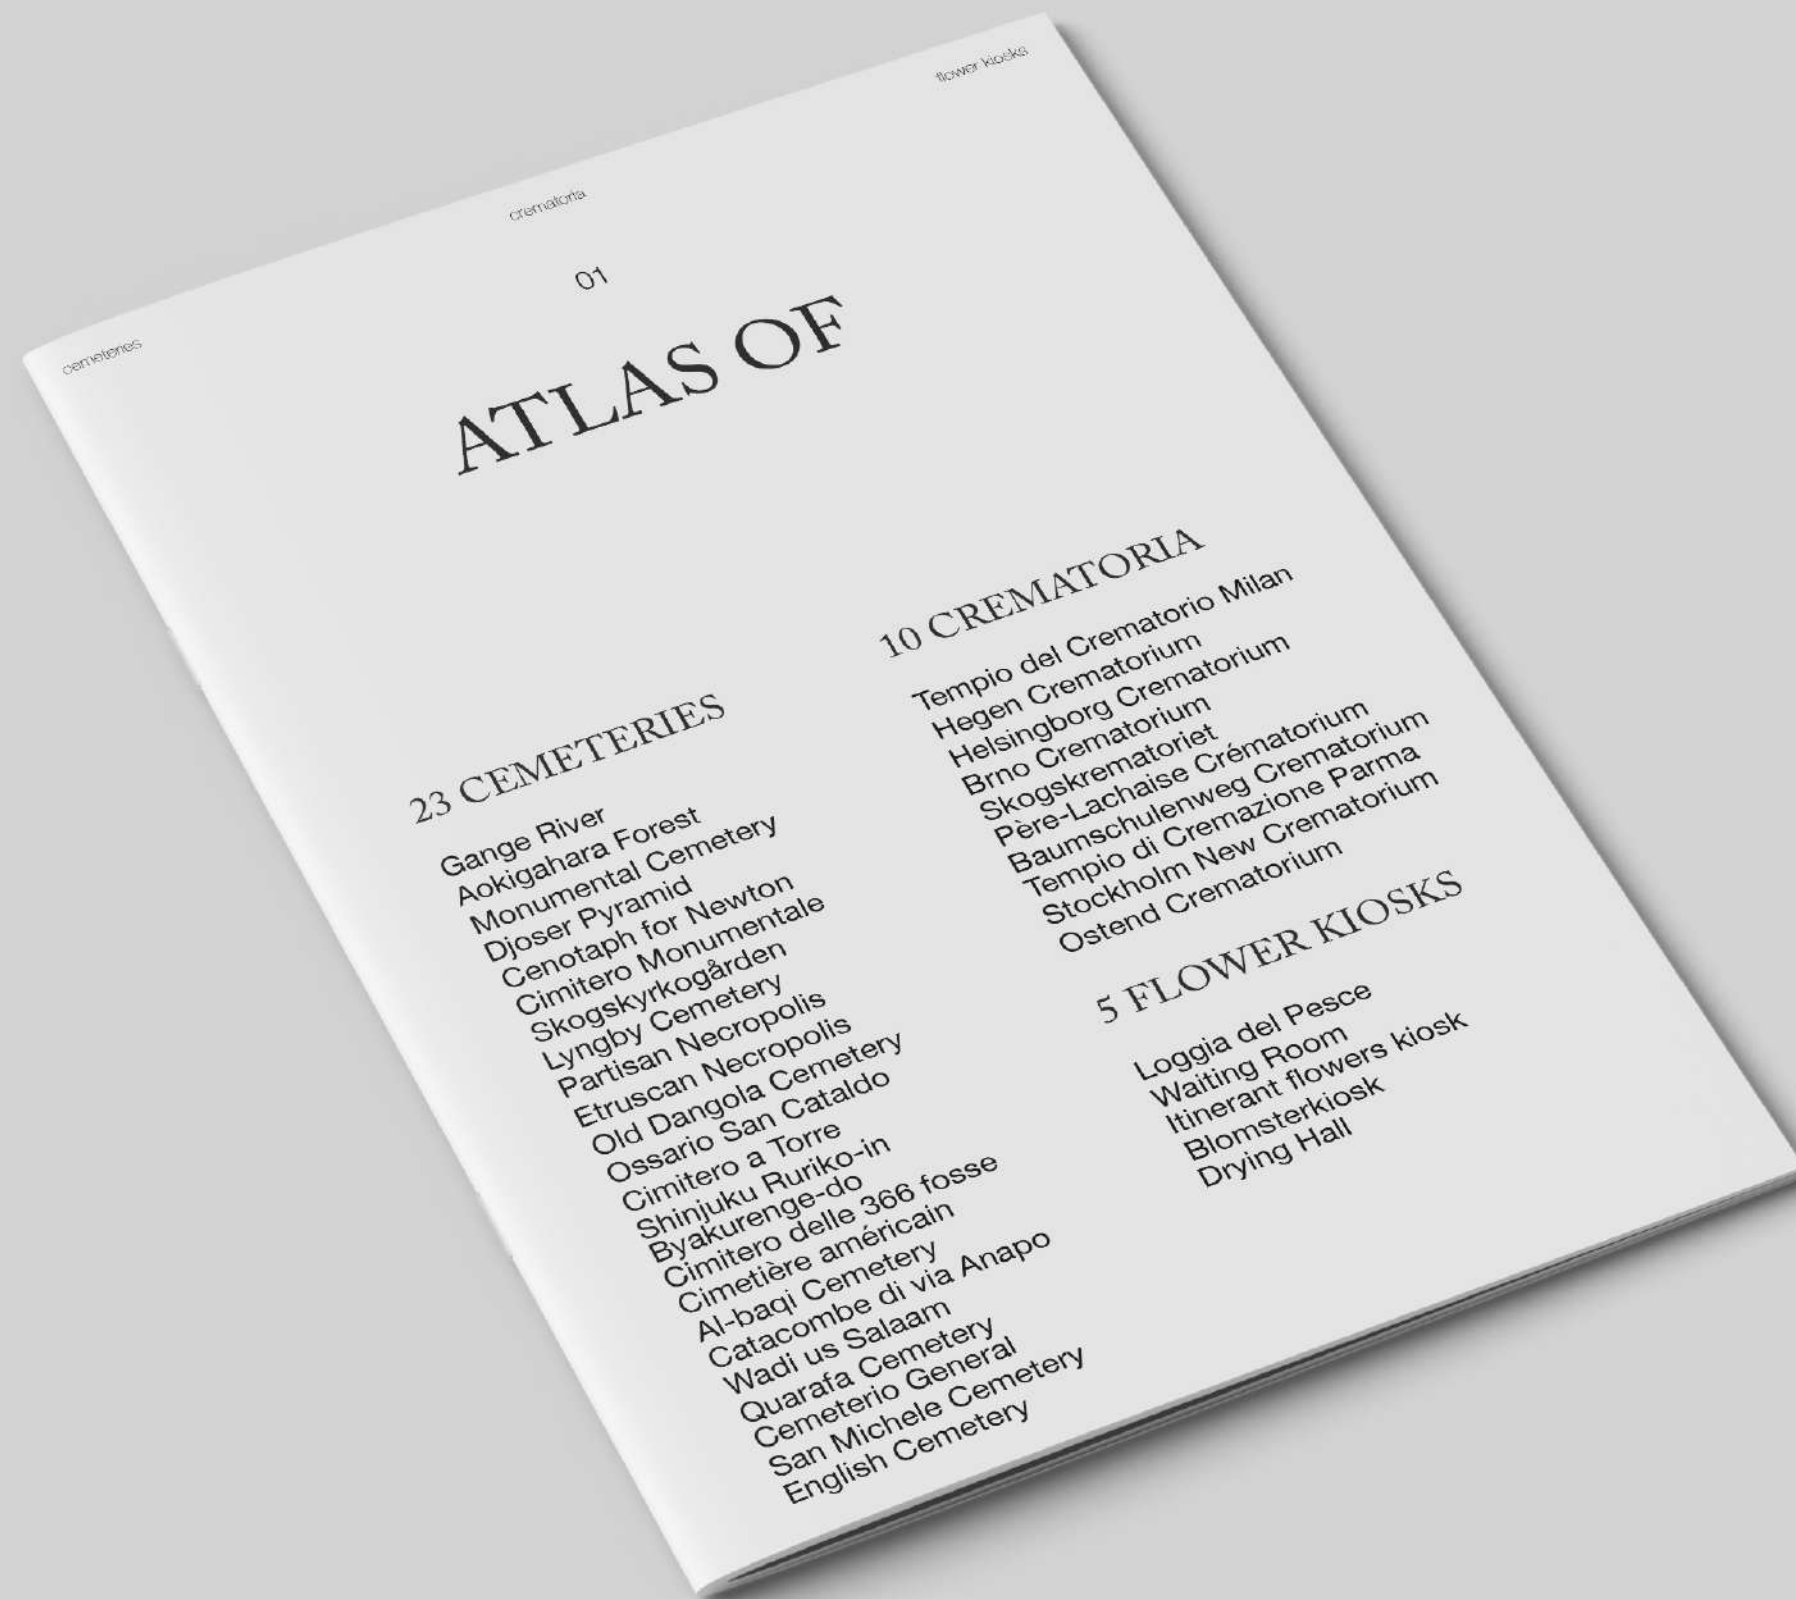 cemeteries
crematoria
flower kiosks
01
ATLAS OF
23 CEMETERIES
Gange River
Aokigahara Forest
Monumental Cemetery
Djoser Pyramid
Cenotaph for Newton
Cimitero Monumentale
Skogskyrkogården
Lyngby Cemetery
Partisan Necropolis
Etruscan Necropolis
Old Dangola Cemetery
Ossario San Cataldo
Cimitero a Torre
Shinjuku Ruriko-in
Byakurenge-do
Cimitero delle 366 fosse
Cimetière américain
Al-baqi Cemetery
Catacombe di via Anapo
Wadi us Salaam
Quarafa Cemetery
Cementerio General
San Michele Cemetery
English Cemetery
10 CREMATORIA
Tempio del Crematorio Milan
Hegen Crematorium
Helsingborg Crematorium
Brno Crematorium
Skogskrematoriet
Père-Lachaise Crématorium
Baumschulenweg Crematorium
Tempio di Cremazione Parma
Stockholm New Crematorium
Ostend Crematorium
5 FLOWER KIOSKS
Loggia del Pesce
Waiting Room
Itinerant flowers kiosk
Blomsterkiosk
Drying Hall